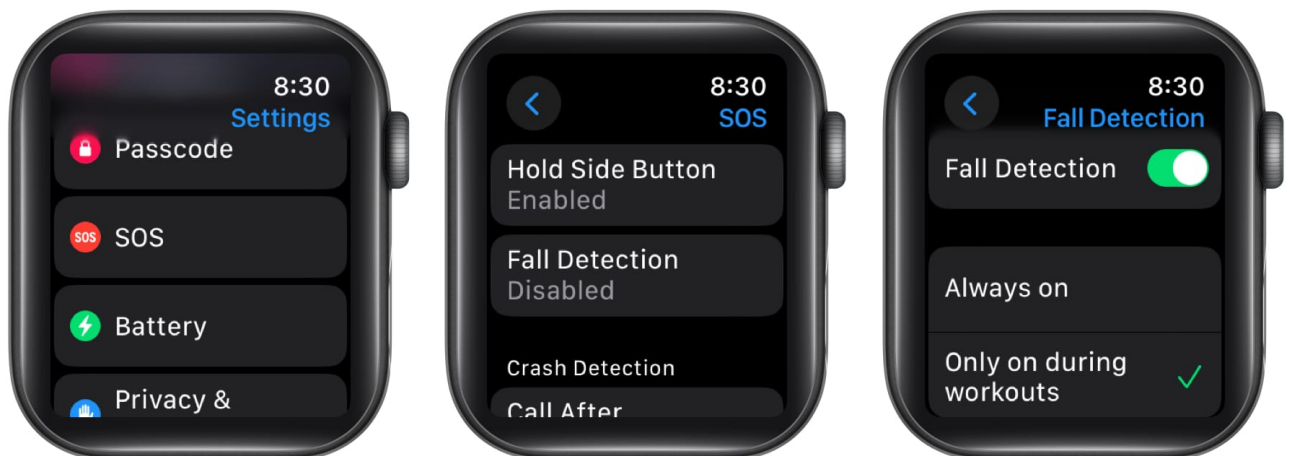 8:30
Settings
Passcode
SOS
SOS
Battery
Privacy &
8:30
SOS
Hold Side Button
Enabled
Fall Detection
Disabled
Crash Detection
Call After
8:30
Fall Detection
Fall Detection
Always on
Only on during
workouts